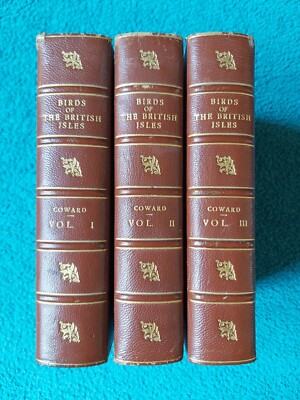 BIRDS
OF
THE BRITISH
ISLES
COWARD
VOL. I
BIRDS
OF
THE BRITISH
ISLES
COWARD
VOL. II
BIRDS
OF
THE BRITISH
ISLES
COWARD
VOL. III